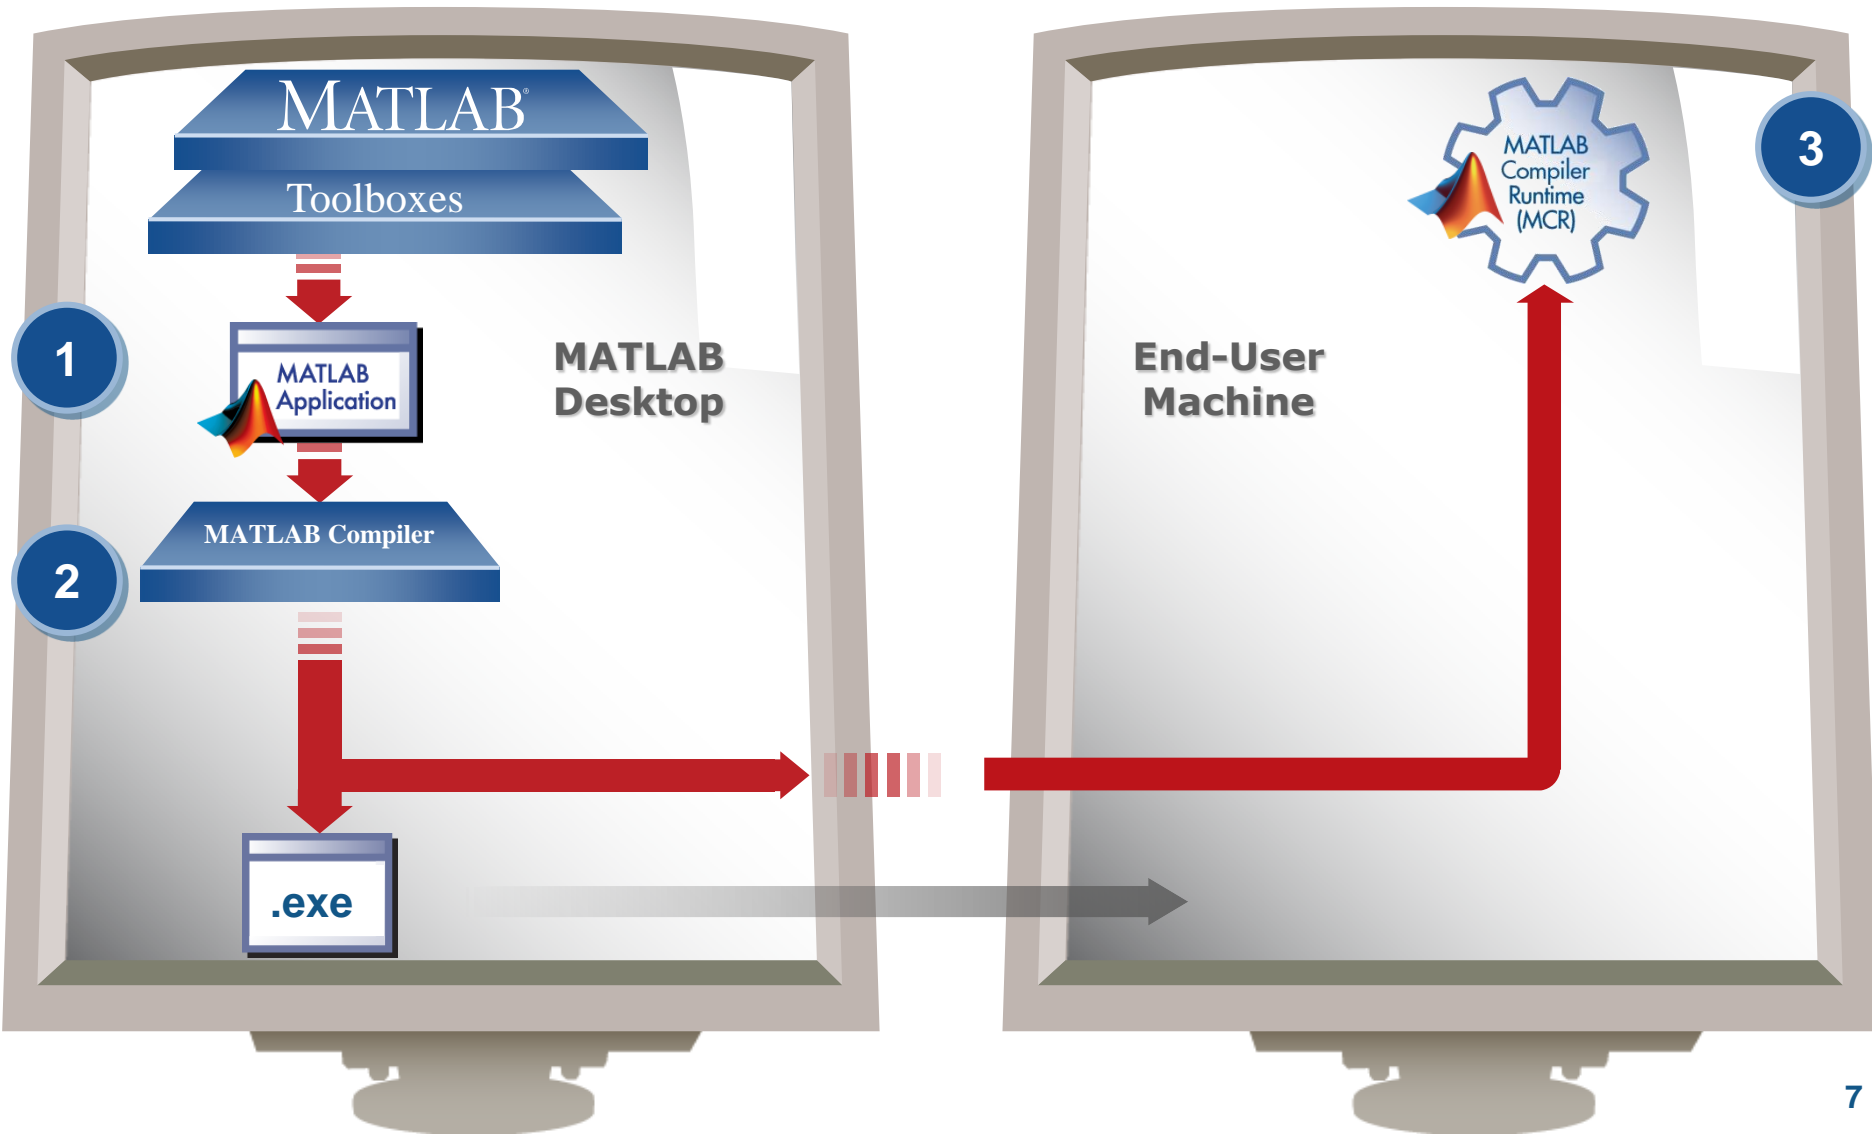 MATLAB®
Toolboxes
1
MATLAB
Application
MATLAB
Desktop
2
MATLAB Compiler
.exe
3
MATLAB
Compiler
Runtime
(MCR)
End-User
Machine
7